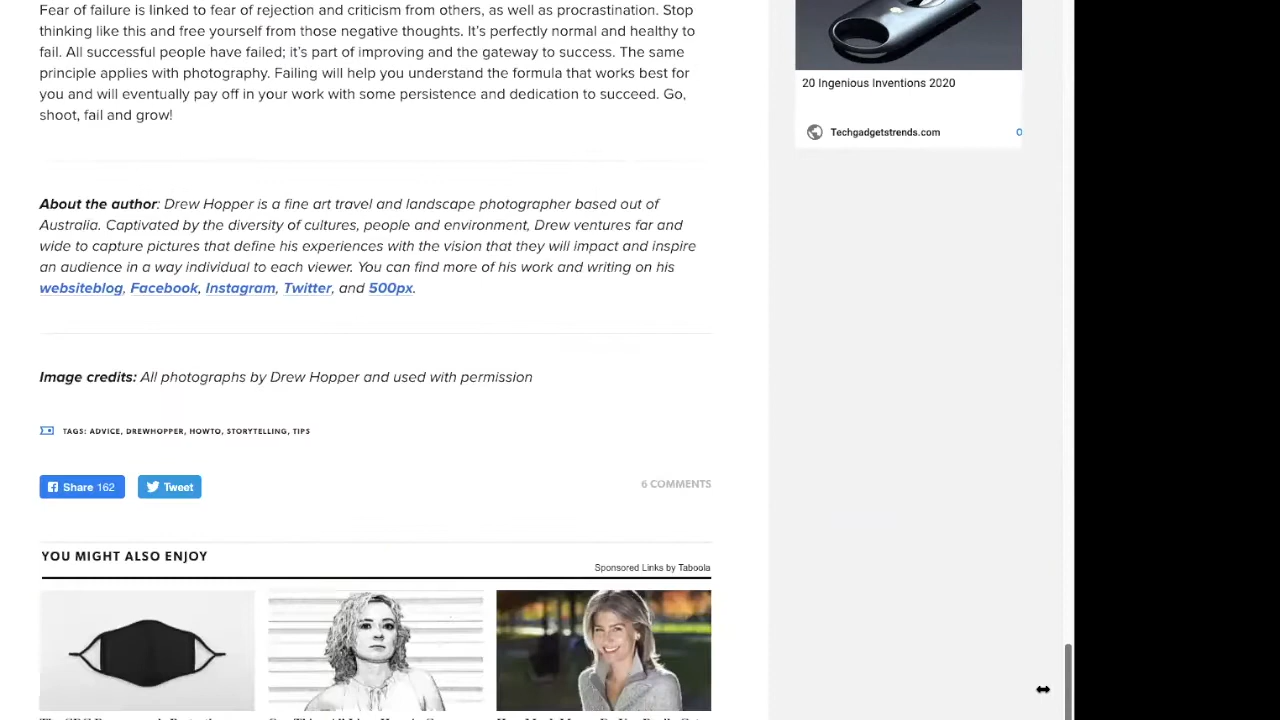 Fear of failure is linked to fear of rejection and criticism from others, as well as procrastination. Stop
thinking like this and free yourself from those negative thoughts. It's perfectly normal and healthy to
fail. All successful people have failed; it's part of improving and the gateway to success. The same
principle applies with photography. Failing will help you understand the formula that works best for
you and will eventually pay off in your work with some persistence and dedication to succeed. Go,
shoot, fail and grow!
20 Ingenious Inventions 2020
Techgadgetstrends.com
About the author: Drew Hopper is a fine art travel and landscape photographer based out of
Australia. Captivated by the diversity of cultures, people and environment, Drew ventures far and
wide to capture pictures that define his experiences with the vision that they will impact and inspire
an audience in a way individual to each viewer. You can find more of his work and writing on his
websiteblog, Facebook, Instagram, Twitter, and 500px.
Image credits: All photographs by Drew Hopper and used with permission
TAGS: ADVICE, DREWHOPPER, HOWTO, STORYTELLING, TIPS
Share 162 Tweet
6 COMMENTS
YOU MIGHT ALSO ENJOY
Sponsored Links by Taboola